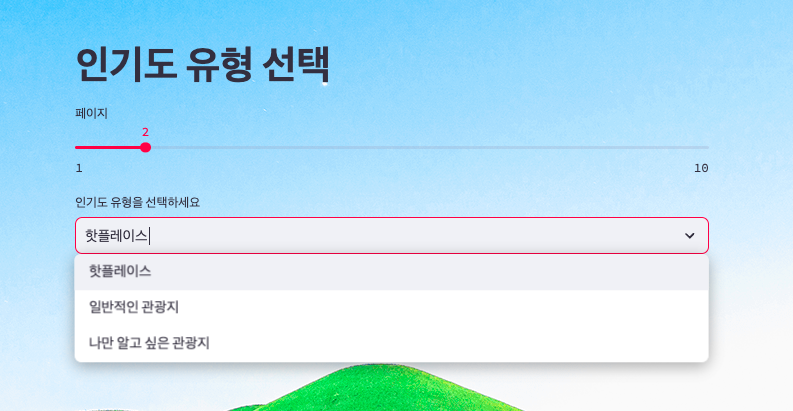 인기도 유형 선택
페이지
2
1
10
인기도 유형을 선택하세요
핫플레이스
핫플레이스
일반적인 관광지
나만 알고 싶은 관광지